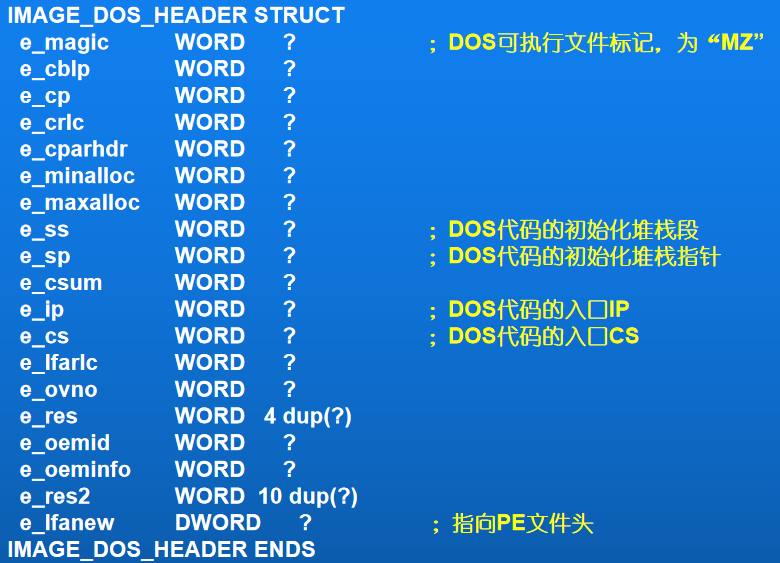 IMAGE_DOS_HEADER STRUCT
e_magic WORD ? ; DOS可执行文件标记，为“MZ”
e_cblp WORD ?
e_cp WORD ?
e_crlc WORD ?
e_cparhdr WORD ?
e_minalloc WORD ?
e_maxalloc WORD ?
e_ss WORD ? ; DOS代码的初始化堆栈段
e_sp WORD ? ; DOS代码的初始化堆栈指针
e_csum WORD ?
e_ip WORD ? ; DOS代码的入口IP
e_cs WORD ? ; DOS代码的入口CS
e_lfarlc WORD ?
e_ovno WORD ?
e_res WORD 4 dup(?)
e_oemid WORD ?
e_oeminfo WORD ?
e_res2 WORD 10 dup(?)
e_lfanew DWORD ? ; 指向PE文件头
IMAGE_DOS_HEADER ENDS